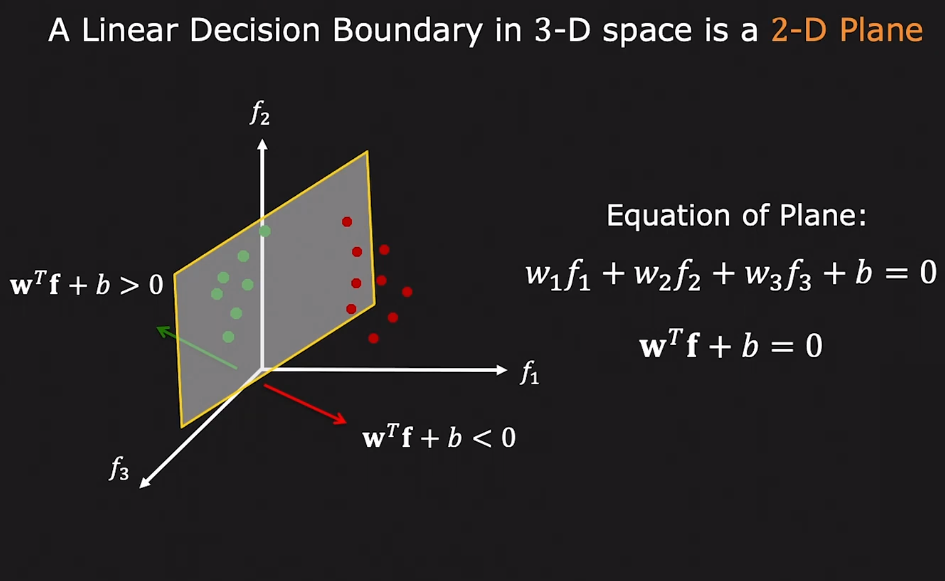 A Linear Decision Boundary in 3-D space is a 2-D Plane
f₂
Equation of Plane:
w₁f₁ + w₂f₂ + w₃f₃ + b = 0
𝐰ᵀ𝐟 + b > 0
𝐰ᵀ𝐟 + b = 0
f₁
𝐰ᵀ𝐟 + b < 0
f₃